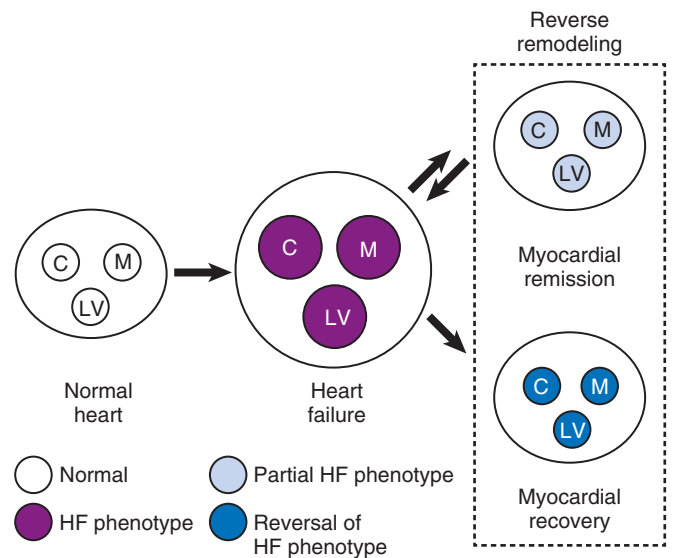 Reverse
remodeling
C M
LV
Myocardial
remission
C M
LV
Normal
heart
C M
LV
Heart
failure
C M
LV
Myocardial
recovery
Normal
HF phenotype
Partial HF phenotype
Reversal of
HF phenotype